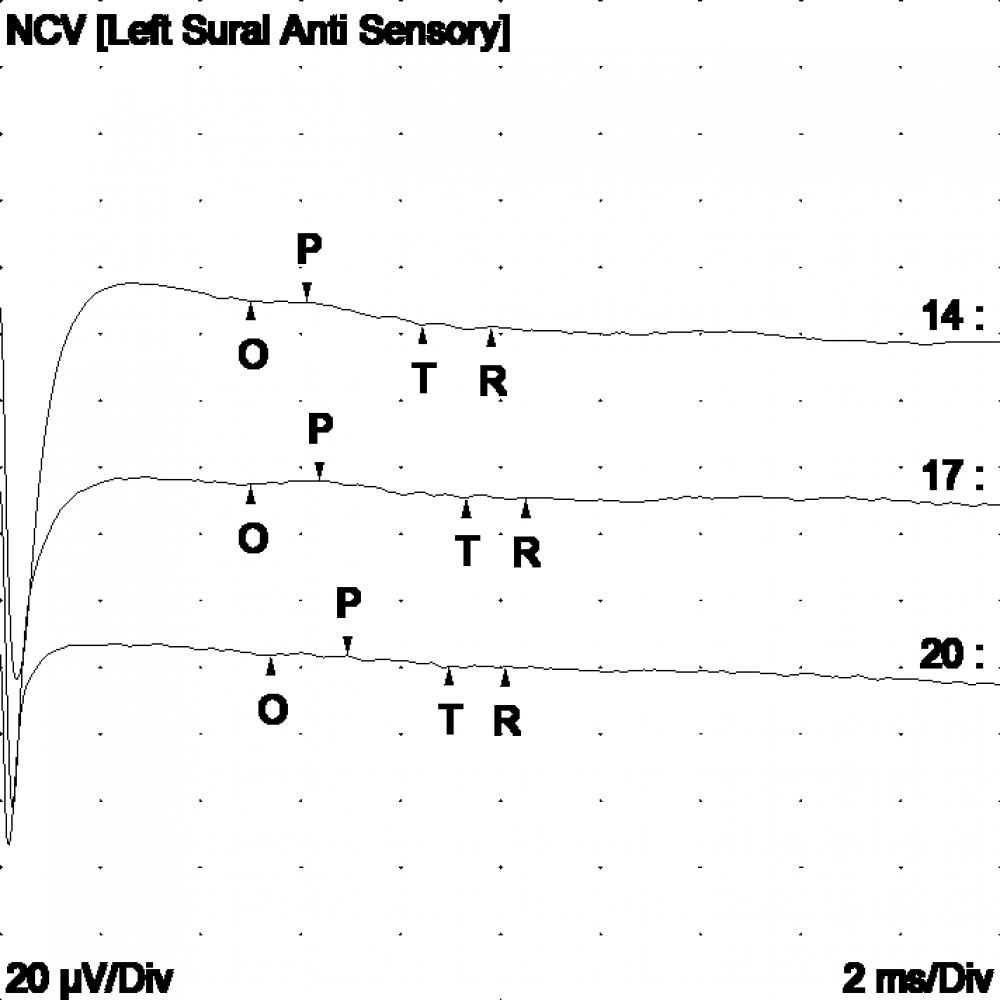 NCV [Left Sural Anti Sensory]
P
14 :
O
T R
P
17 :
O
T R
P
20 :
O
T R
20 µV/Div 2 ms/Div